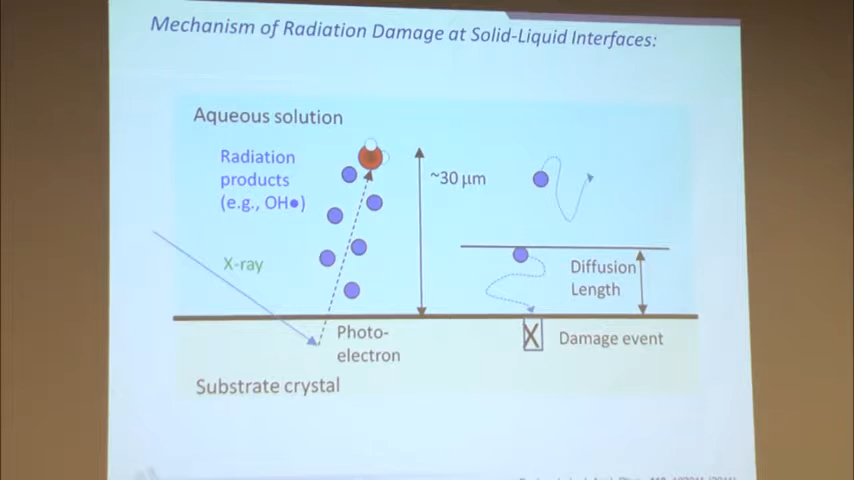 Mechanism of Radiation Damage at Solid-Liquid Interfaces:
Aqueous solution
Radiation
products
(e.g., OH●)
~30 μm
X-ray
Diffusion
Length
Photo-
electron
X
Damage event
Substrate crystal